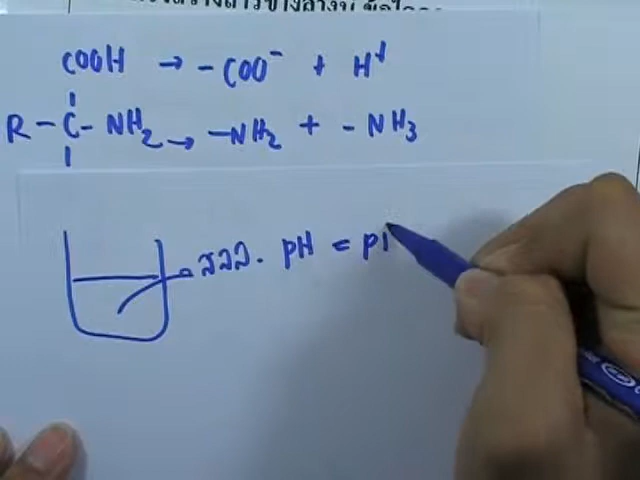 COOH → -COO⁻ + H⁺
R-C-NH₂ → -NH₂ + -NH₃
สลล. pH = pI